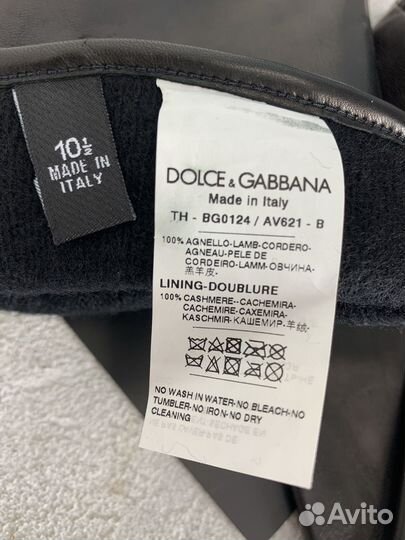 10½
MADE IN
ITALY
DOLCE & GABBANA
Made in Italy
TH - BG0124 / AV621 - B
100% AGNELLO-LAMB-CORDERO-
AGNEAU-PELE DE
CORDEIRO-LAMM-ОВЧИНА-
羔羊皮-
LINING-DOUBLURE
100% CASHMERE--CACHEMIRA-
CACHEMIRE-CAXEMIRA-
KASCHMIR-КАШЕМИР-羊绒-
NO WASH IN WATER-NO BLEACH-NO
TUMBLER-NO IRON-NO DRY
CLEANING
Avito